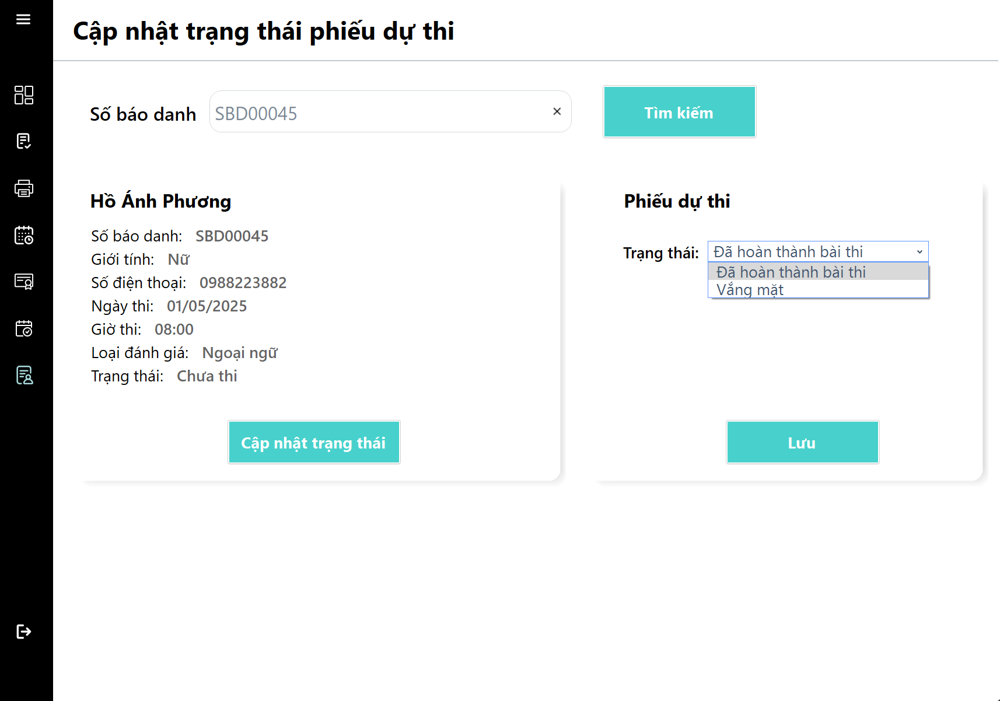 Cập nhật trạng thái phiếu dự thi
Số báo danh SBD00045 ×
Tìm kiếm
Hồ Ánh Phương
Số báo danh: SBD00045
Giới tính: Nữ
Số điện thoại: 0988223882
Ngày thi: 01/05/2025
Giờ thi: 08:00
Loại đánh giá: Ngoại ngữ
Trạng thái: Chưa thi
Cập nhật trạng thái
Phiếu dự thi
Trạng thái: Đã hoàn thành bài thi
Đã hoàn thành bài thi
Vắng mặt
Lưu